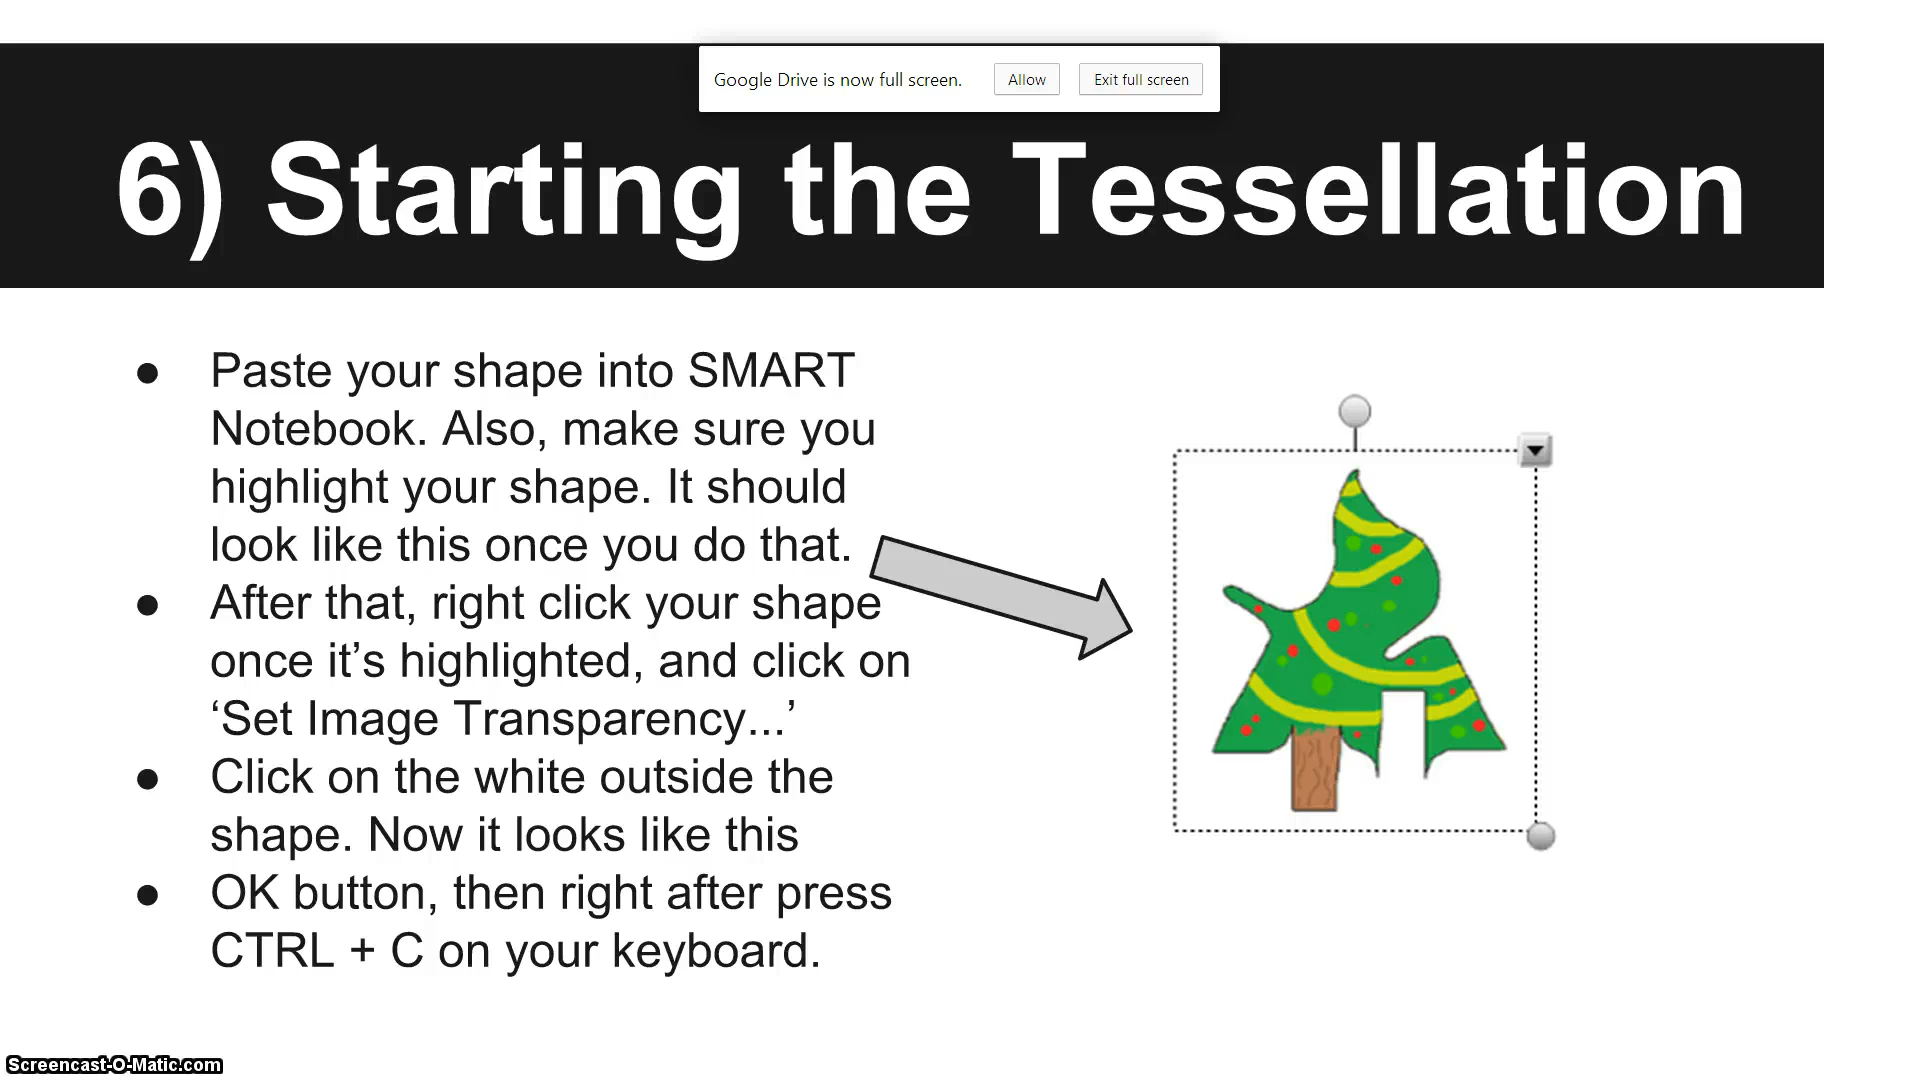 Google Drive is now full screen. Allow Exit full screen
6) Starting the Tessellation
● Paste your shape into SMART
Notebook. Also, make sure you
highlight your shape. It should
look like this once you do that.
● After that, right click your shape
once it’s highlighted, and click on
‘Set Image Transparency...’
● Click on the white outside the
shape. Now it looks like this
● OK button, then right after press
CTRL + C on your keyboard.
Screencast-O-Matic.com